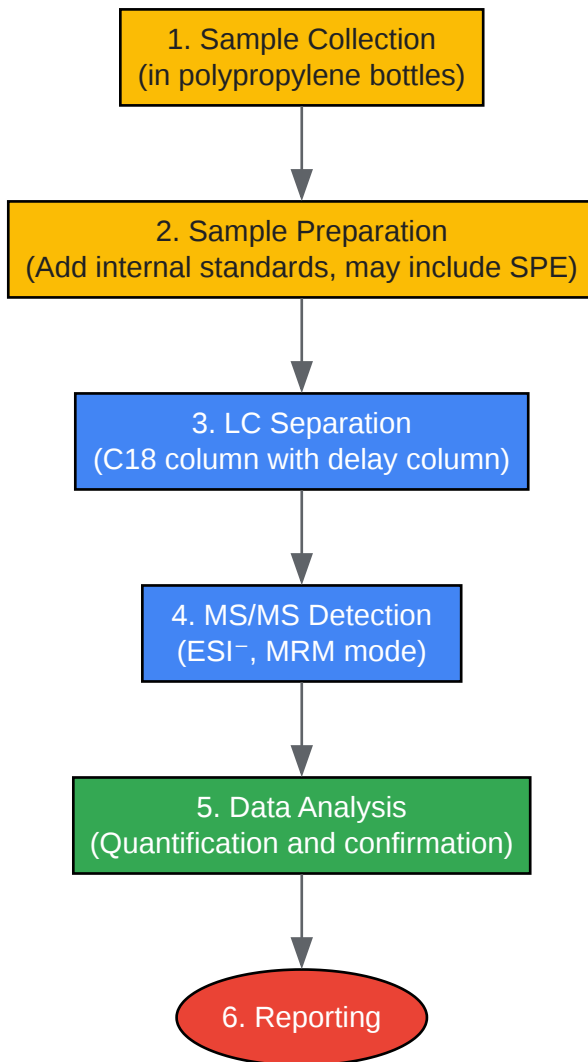 1. Sample Collection
(in polypropylene bottles)
2. Sample Preparation
(Add internal standards, may include SPE)
3. LC Separation
(C18 column with delay column)
4. MS/MS Detection
(ESI⁻, MRM mode)
5. Data Analysis
(Quantification and confirmation)
6. Reporting